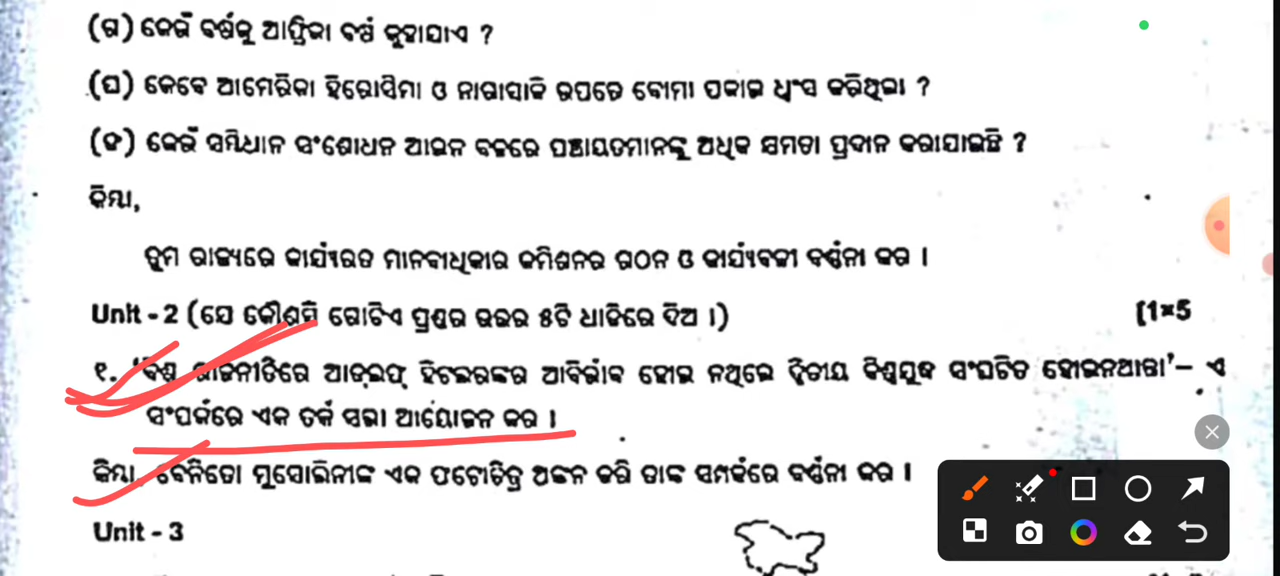 (ଗ) କେଉଁ ବର୍ଷକୁ ଆଫ୍ରିକା ବର୍ଷ କୁହାଯାଏ ?
(ଘ) କେବେ ଆମେରିକା ହିରୋସିମା ଓ ନାଗାସାକି ଉପରେ ବୋମା ପକାଇ ଧ୍ୱଂସ କରିଥିଲା ?
(ଙ) କେଉଁ ସମ୍ବିଧାନ ସଂଶୋଧନ ଆଇନ ବଳରେ ପଞ୍ଚାୟତମାନଙ୍କୁ ଅଧିକ କ୍ଷମତା ପ୍ରଦାନ କରାଯାଇଛି ?
କିମ୍ବା,
ତୁମ ରାଜ୍ୟରେ କାର୍ଯ୍ୟରତ ମାନବାଧିକାର କମିଶନର ଗଠନ ଓ କାର୍ଯ୍ୟାବଳୀ ବର୍ଣ୍ଣନା କର ।
Unit - 2 (ଯେ କୌଣସି ଗୋଟିଏ ପ୍ରଶ୍ନର ଉତ୍ତର ୫ଟି ଧାଡିରେ ଦିଅ ।) [1×5
୧. 'ବିଶ୍ୱ ରାଜନୀତିରେ ଆଡ୍‌ଲଫ୍ ହିଟଲରଙ୍କର ଆବିର୍ଭାବ ହୋଇ ନଥିଲେ ଦ୍ୱିତୀୟ ବିଶ୍ୱଯୁଦ୍ଧ ସଂଘଟିତ ହୋଇନଥାନ୍ତା' – ଏ
ସଂପର୍କରେ ଏକ ତର୍କ ସଭା ଆୟୋଜନ କର ।
କିମ୍ବା, ବେନିତୋ ମୁସୋଲିନୀଙ୍କ ଏକ ଫଟୋଚିତ୍ର ଅଙ୍କନ କରି ତାଙ୍କ ସମ୍ପର୍କରେ ବର୍ଣ୍ଣନା କର ।
Unit - 3